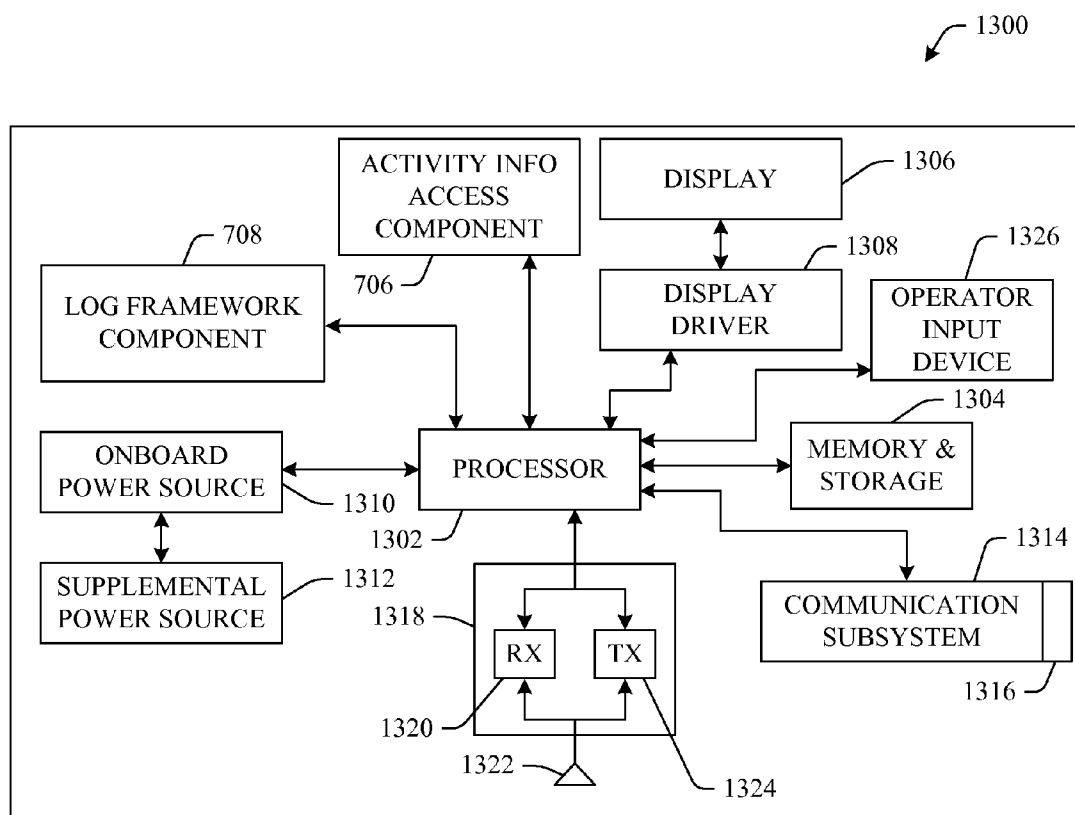 1300
ACTIVITY INFO
ACCESS
COMPONENT
706
DISPLAY
1306
708
LOG FRAMEWORK
COMPONENT
1308
DISPLAY
DRIVER
1326
OPERATOR
INPUT
DEVICE
1304
MEMORY &
STORAGE
ONBOARD
POWER SOURCE
1310
PROCESSOR
1302
SUPPLEMENTAL
POWER SOURCE
1312
1318
RX
TX
1320
1322
1324
1314
COMMUNICATION
SUBSYSTEM
1316